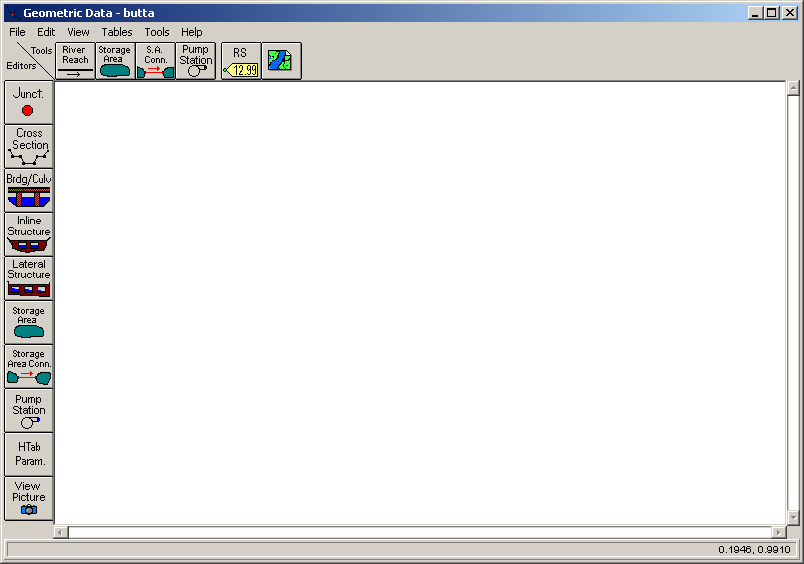 Geometric Data - butta
File Edit View Tables Tools Help
Tools
Editors
River
Reach
Storage
Area
S.A.
Conn.
Pump
Station
RS
12.99
Junct.
Cross
Section
Brdg/Culv
Inline
Structure
Lateral
Structure
Storage
Area
Storage
Area Conn.
Pump
Station
HTab
Param.
View
Picture
0.1946, 0.9910